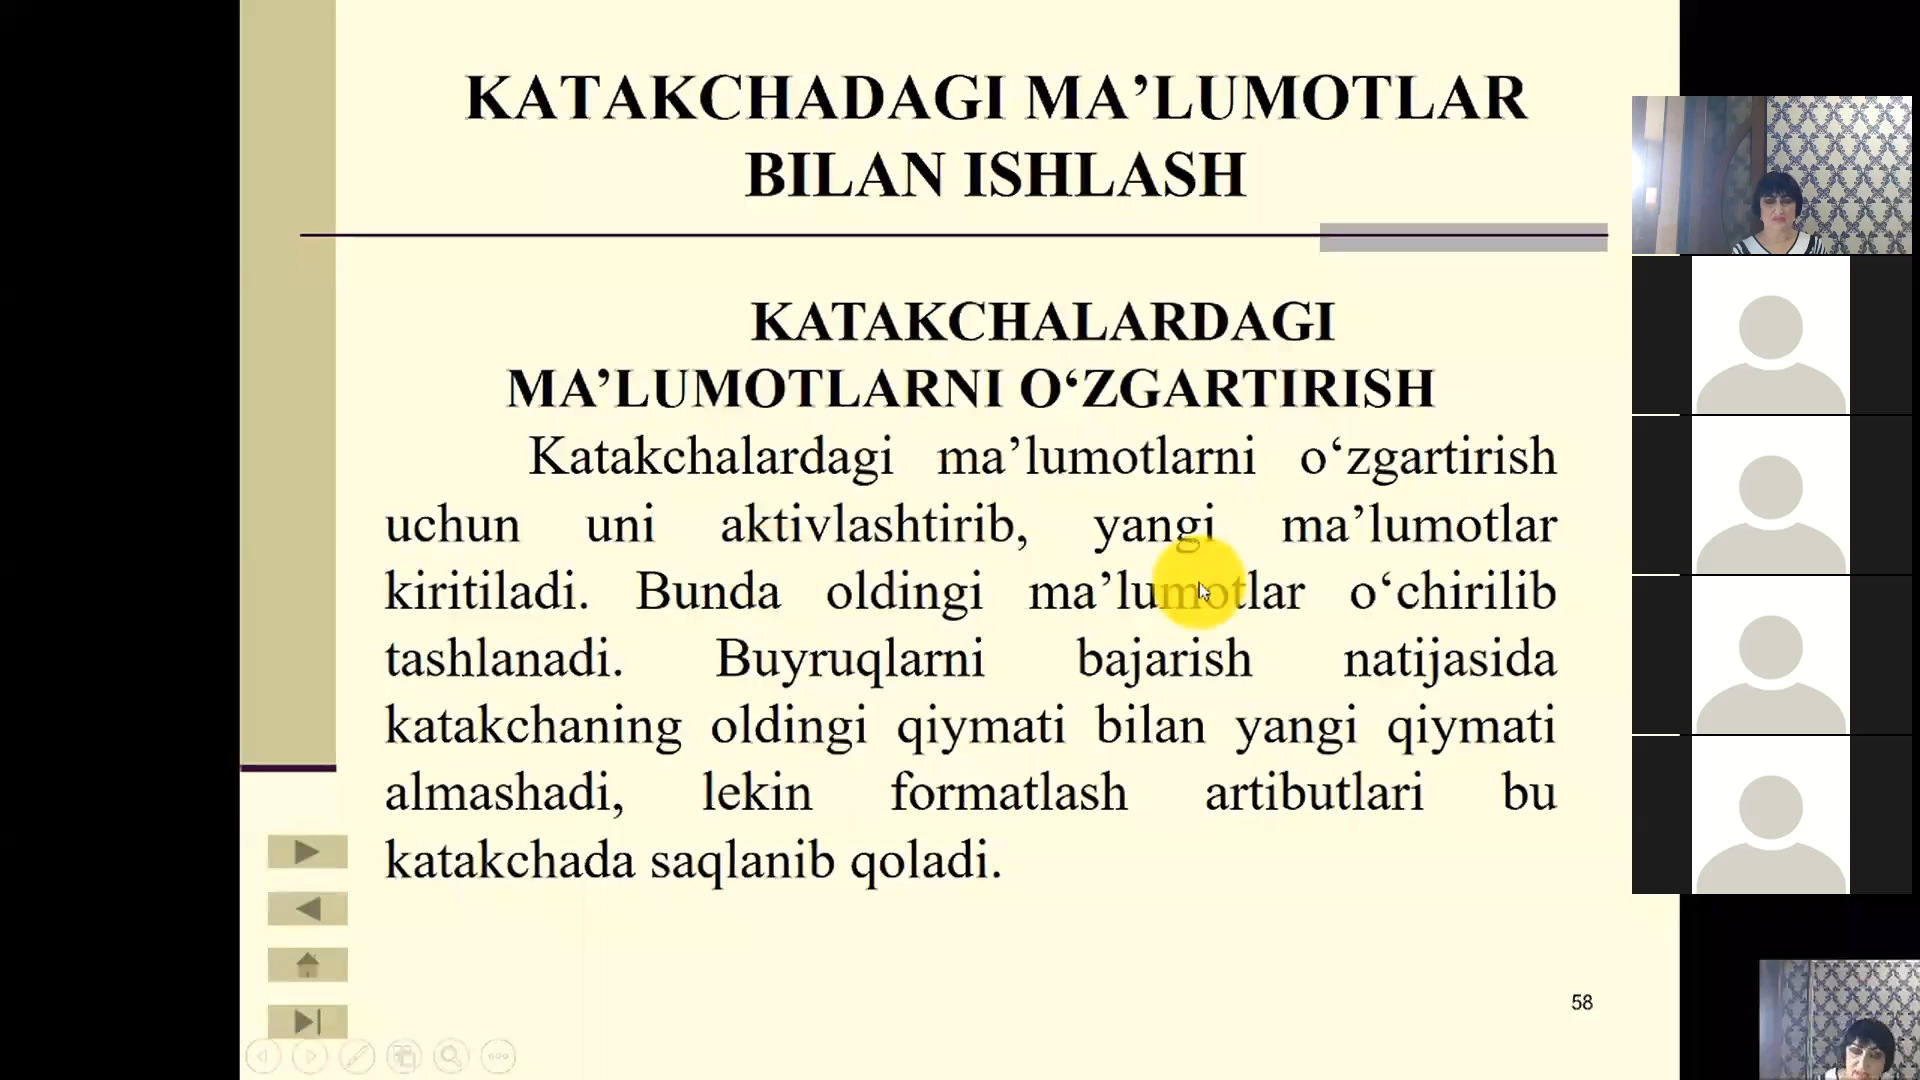 KATAKCHADAGI MA’LUMOTLAR
BILAN ISHLASH
KATAKCHALARDAGI
MA’LUMOTLARNI O‘ZGARTIRISH
Katakchalardagi ma’lumotlarni o‘zgartirish
uchun uni aktivlashtirib, yangi ma’lumotlar
kiritiladi. Bunda oldingi ma’lumotlar o‘chirilib
tashlanadi. Buyruqlarni bajarish natijasida
katakchaning oldingi qiymati bilan yangi qiymati
almashadi, lekin formatlash artibutlari bu
katakchada saqlanib qoladi.
58